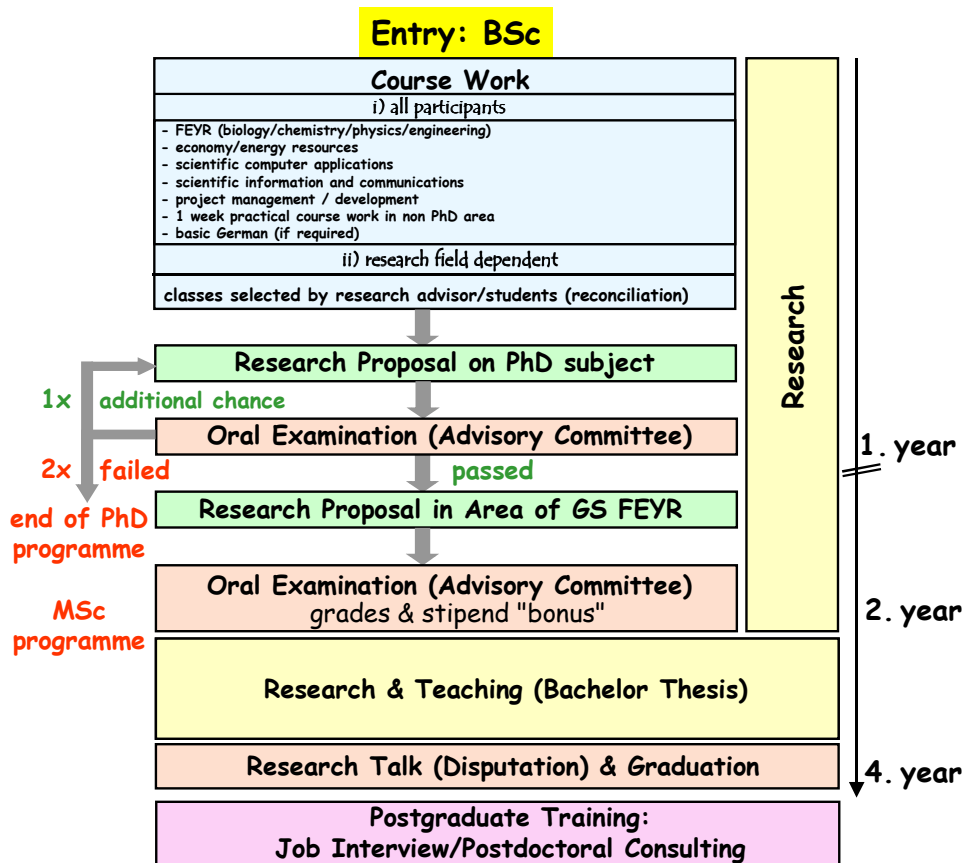 Entry: BSc
Course Work
i) all participants
- FEYR (biology/chemistry/physics/engineering)
- economy/energy resources
- scientific computer applications
- scientific information and communications
- project management / development
- 1 week practical course work in non PhD area
- basic German (if required)
ii) research field dependent
classes selected by research advisor/students (reconciliation)
Research
Research Proposal on PhD subject
1x additional chance
Oral Examination (Advisory Committee)
1. year
2x failed
passed
Research Proposal in Area of GS FEYR
end of PhD
programme
Oral Examination (Advisory Committee)
grades & stipend "bonus"
MSc
programme
2. year
Research & Teaching (Bachelor Thesis)
Research Talk (Disputation) & Graduation
4. year
Postgraduate Training:
Job Interview/Postdoctoral Consulting